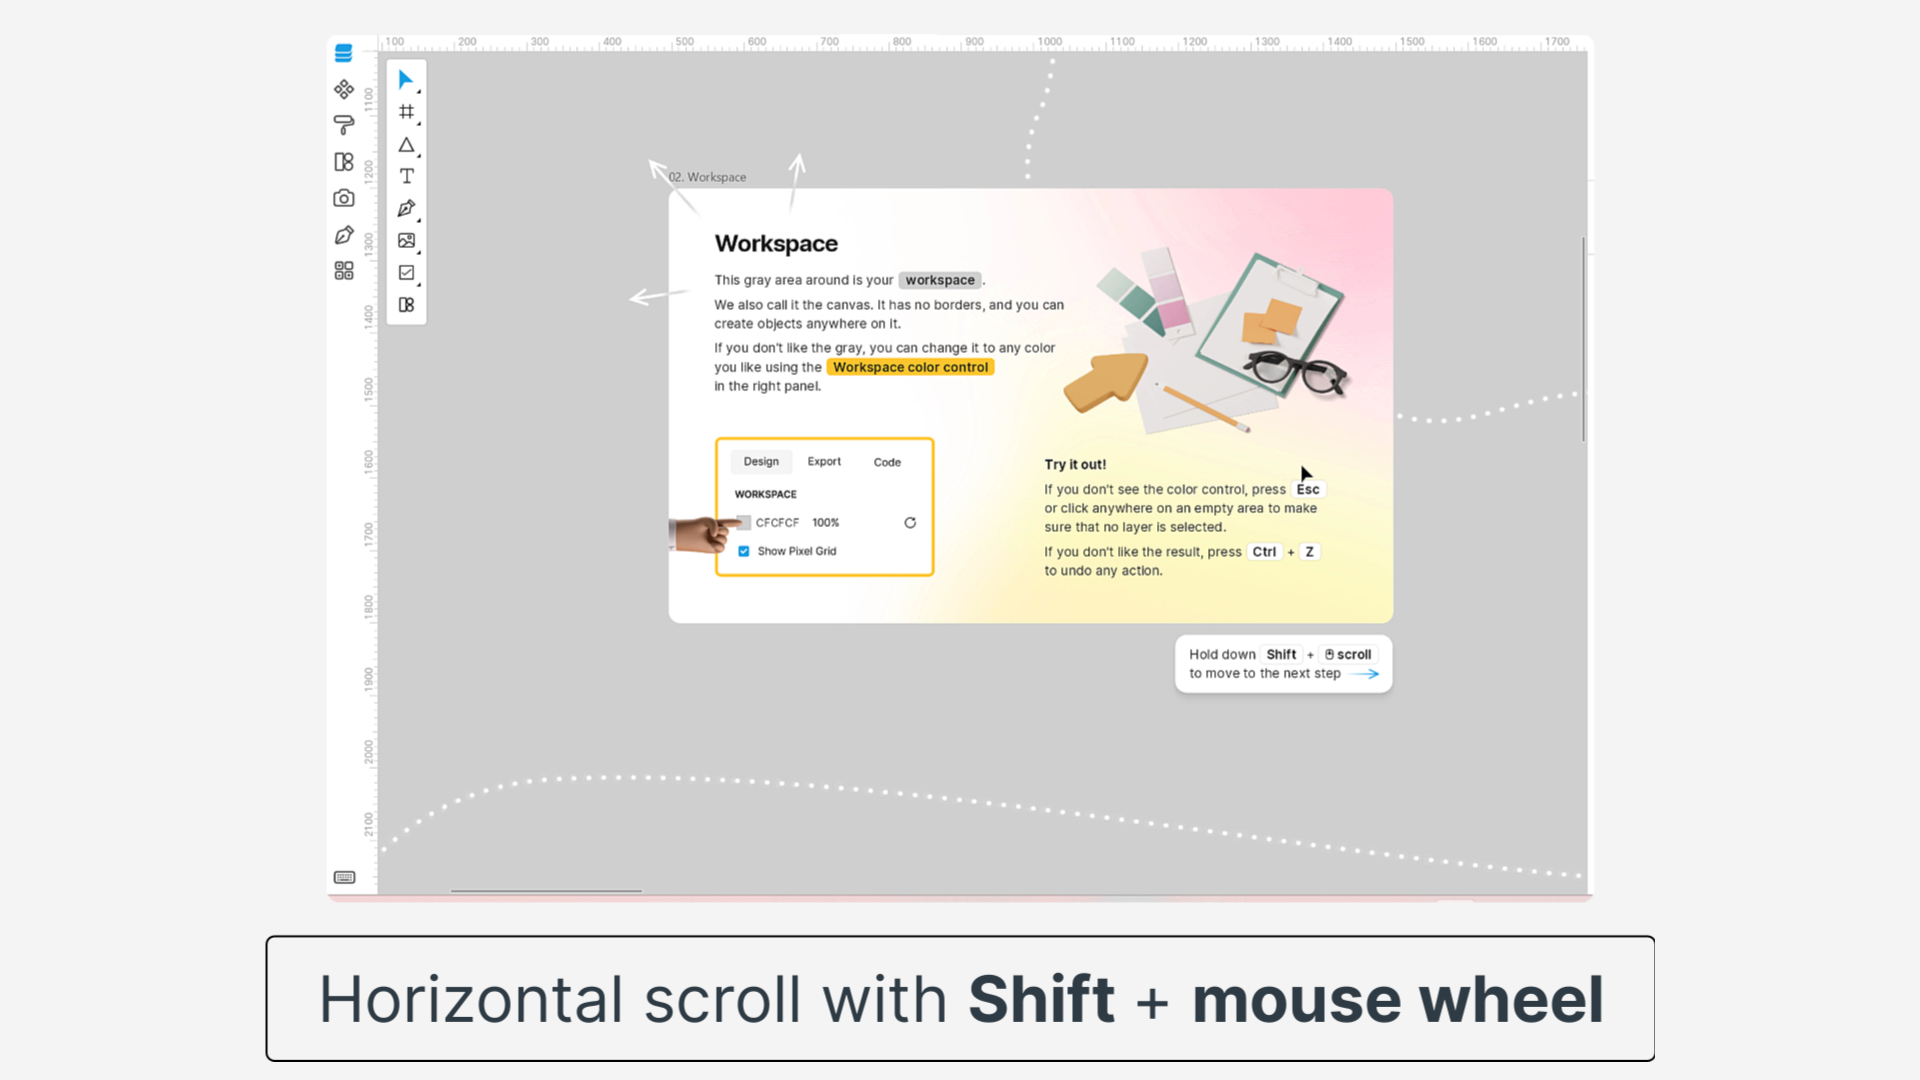 100 200 300 400 500 600 700 800 900 1000 1100 1200 1300 1400 1500 1600 1700
1100
1200
1300
1400
1500
1600
1700
1800
1900
2000
2100
T
02. Workspace
Workspace
This gray area around is your workspace .
We also call it the canvas. It has no borders, and you can
create objects anywhere on it.
If you don't like the gray, you can change it to any color
you like using the Workspace color control
in the right panel.
Design Export Code
WORKSPACE
CFCFCF 100%
Show Pixel Grid
Try it out!
If you don't see the color control, press Esc
or click anywhere on an empty area to make
sure that no layer is selected.
If you don't like the result, press Ctrl + Z
to undo any action.
Hold down Shift + scroll
to move to the next step
Horizontal scroll with Shift + mouse wheel